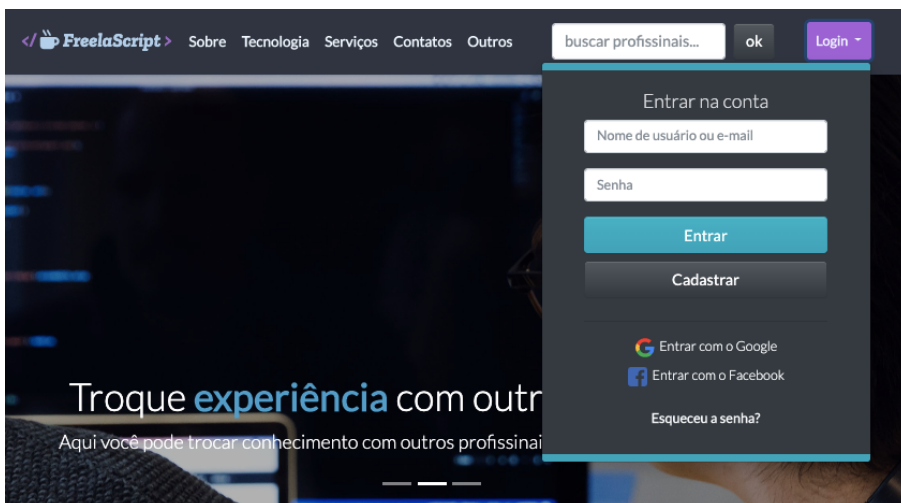 </ FreelaScript > Sobre Tecnologia Serviços Contatos Outros buscar profissinais... ok Login
Entrar na conta
Nome de usuário ou e-mail
Senha
Entrar
Cadastrar
Entrar com o Google
Entrar com o Facebook
Esqueceu a senha?
Troque experiência com outr
Aqui você pode trocar conhecimento com outros profissinai